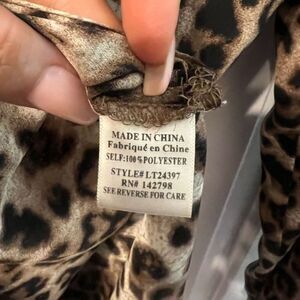 MADE IN CHINA
Fabriqué en Chine
SELF:100%POLYESTER
STYLE# LT24397
RN# 142798
SEE REVERSE FOR CARE